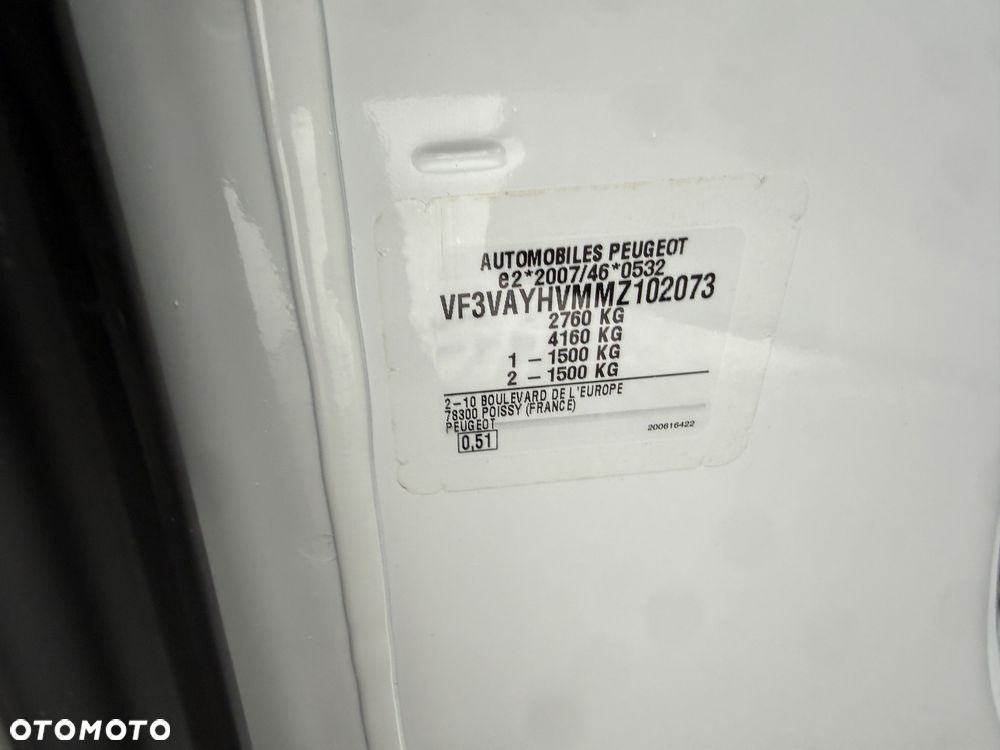 AUTOMOBILES PEUGEOT
e2*2007/46*0532
VF3VAYHVMMZ102073
2760 KG
4160 KG
1 – 1500 KG
2 – 1500 KG
2–10 BOULEVARD DE L'EUROPE
78300 POISSY (FRANCE)
PEUGEOT
0,51
200616422
OTOMOTO